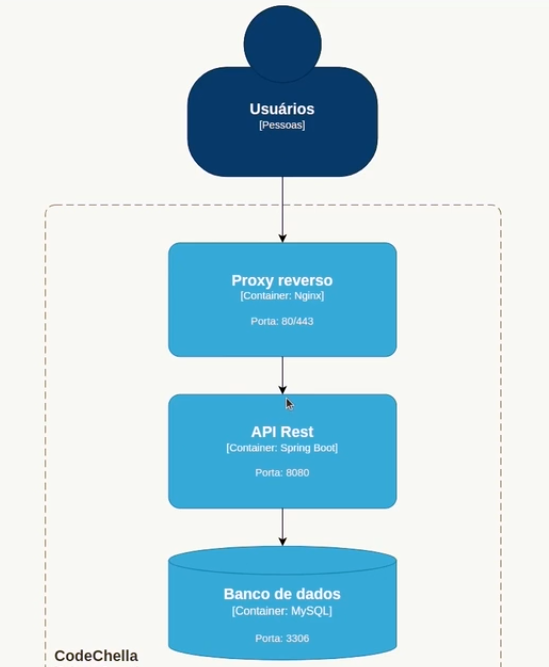 Usuários
[Pessoas]
Proxy reverso
[Container: Nginx]
Porta: 80/443
API Rest
[Container: Spring Boot]
Porta: 8080
Banco de dados
[Container: MySQL]
Porta: 3306
CodeChella